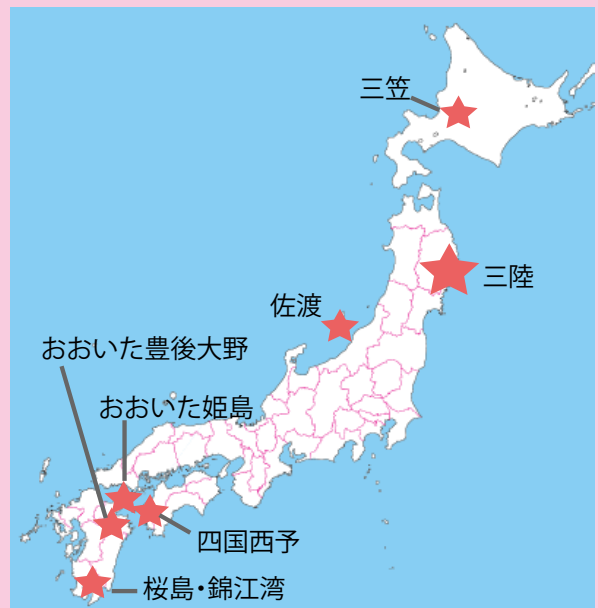 三笠
三陸
佐渡
おおいた豊後大野
おおいた姫島
四国西予
桜島・錦江湾